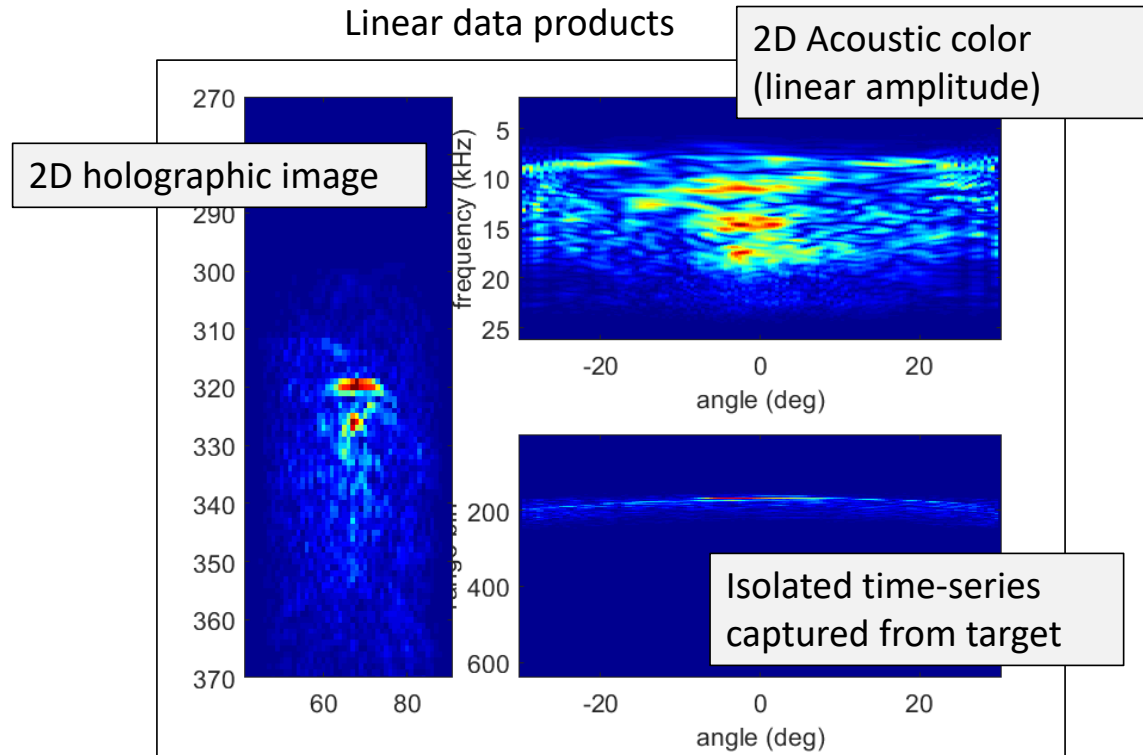 Linear data products
2D Acoustic color
(linear amplitude)
2D holographic image
270
290
300
310
320
330
340
350
360
370
60
80
frequency (kHz)
5
10
15
20
25
-20
0
20
angle (deg)
200
400
600
-20
0
20
angle (deg)
Isolated time-series
captured from target